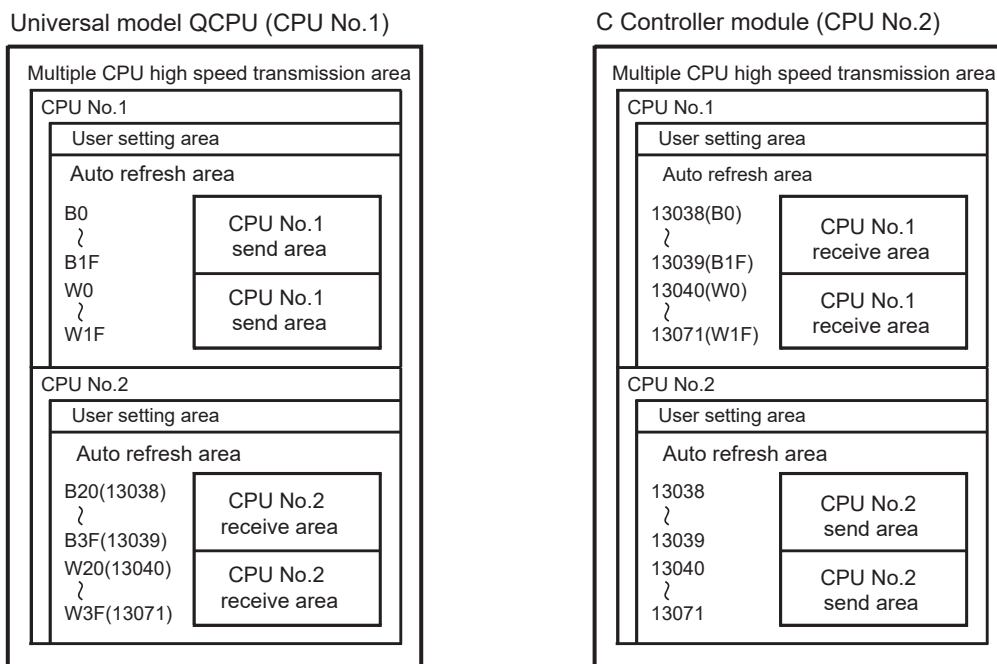 Universal model QCPU (CPU No.1)
Multiple CPU high speed transmission area
CPU No.1
User setting area
Auto refresh area
B0
~
B1F
CPU No.1
send area
W0
~
W1F
CPU No.1
send area
CPU No.2
User setting area
Auto refresh area
B20(13038)
~
B3F(13039)
CPU No.2
receive area
W20(13040)
~
W3F(13071)
CPU No.2
receive area
C Controller module (CPU No.2)
Multiple CPU high speed transmission area
CPU No.1
User setting area
Auto refresh area
13038(B0)
~
13039(B1F)
CPU No.1
receive area
13040(W0)
~
13071(W1F)
CPU No.1
receive area
CPU No.2
User setting area
Auto refresh area
13038
~
13039
CPU No.2
send area
13040
~
13071
CPU No.2
send area